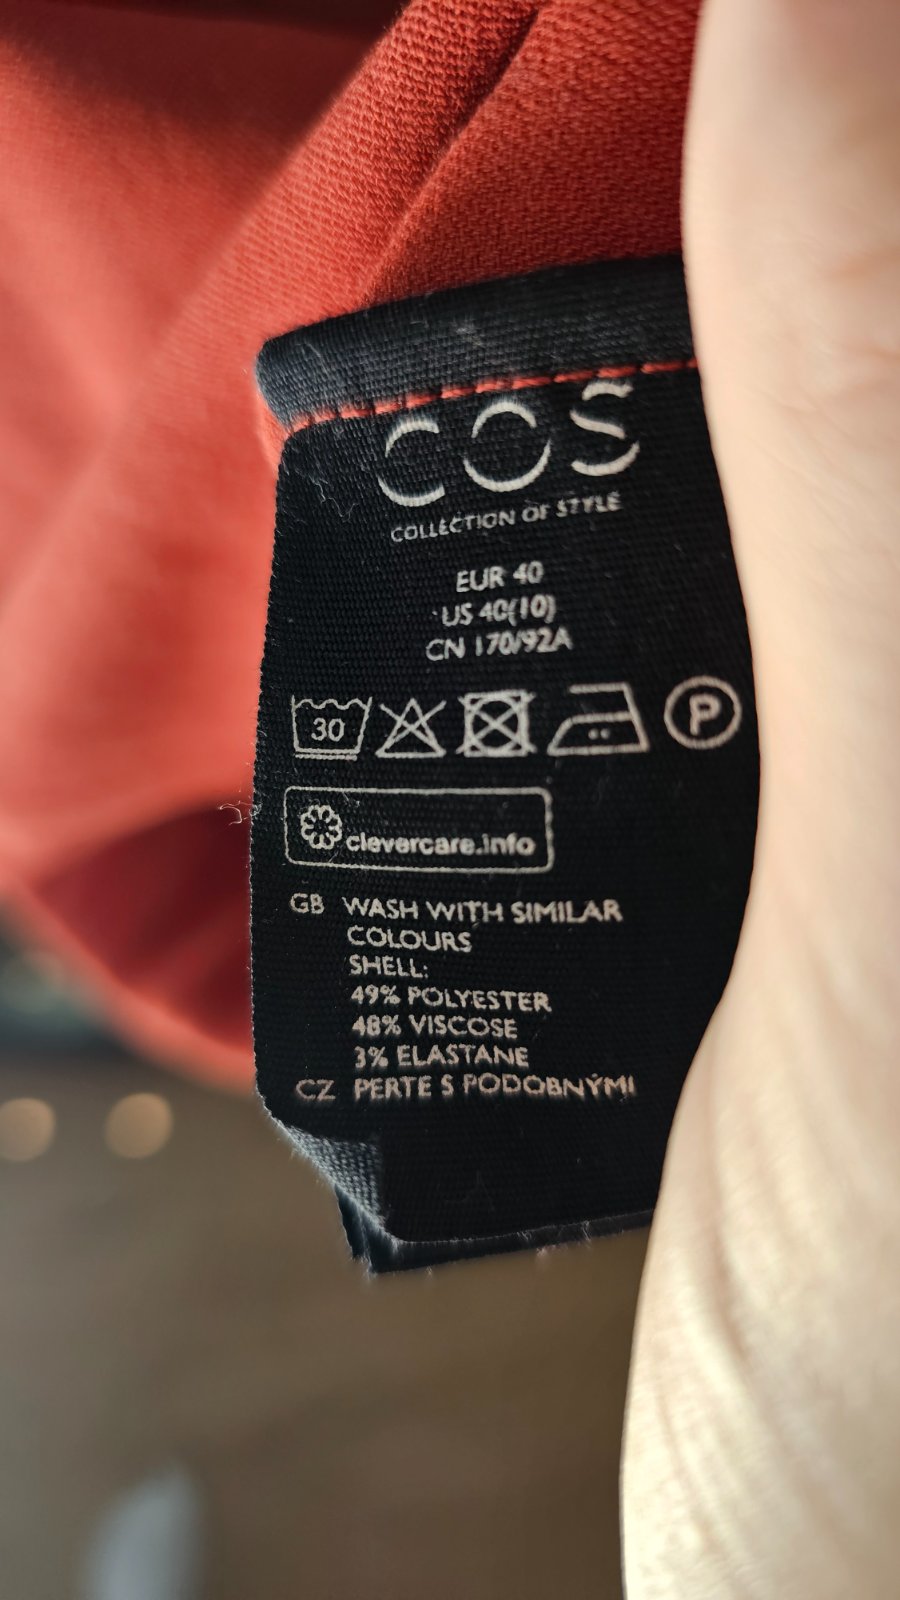 COS
COLLECTION OF STYLE
EUR 40
US 40(10)
CN 170/92A
30
P
clevercare.info
GB WASH WITH SIMILAR
COLOURS
SHELL:
49% POLYESTER
48% VISCOSE
3% ELASTANE
CZ PERTE S PODOBNÝMI